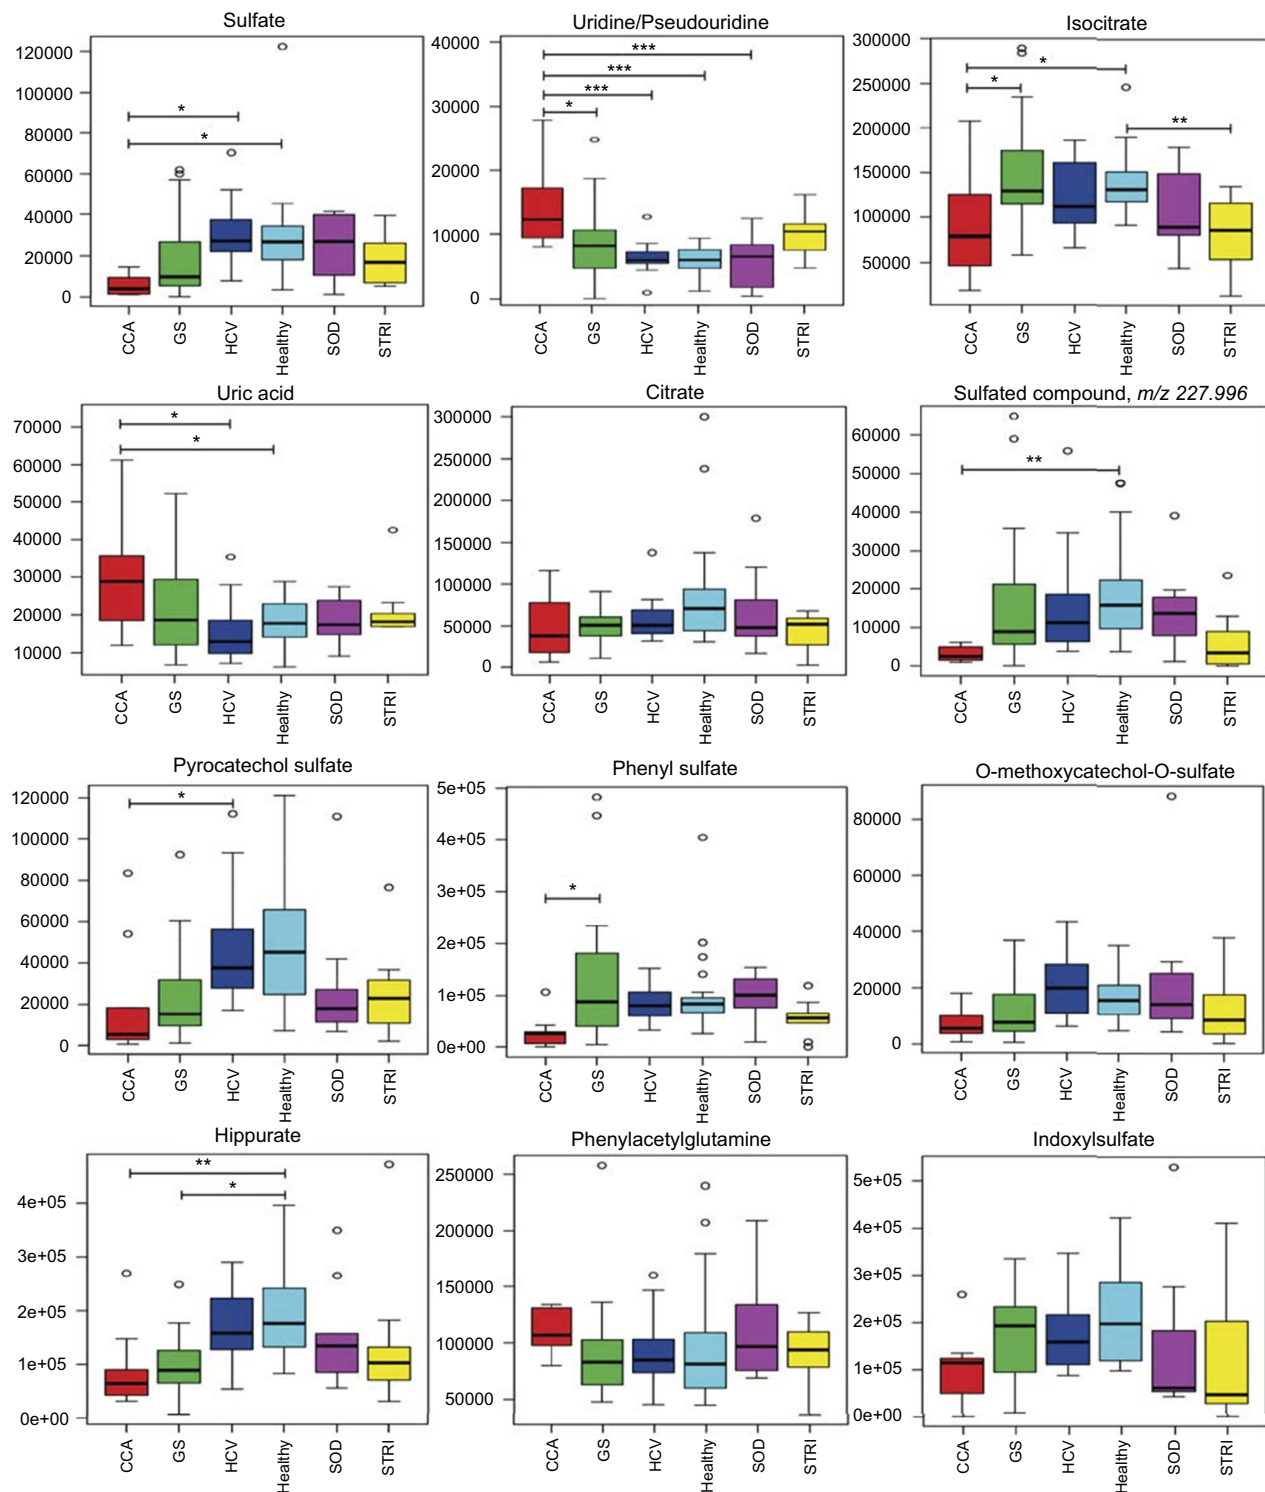 Sulfate
120000
100000
80000
60000
40000
20000
0
*
*
CCA
GS
HCV
Healthy
SOD
STRI
Uridine/Pseudouridine
40000
30000
20000
10000
0
***
***
***
*
CCA
GS
HCV
Healthy
SOD
STRI
Isocitrate
300000
250000
200000
150000
100000
50000
*
*
**
CCA
GS
HCV
Healthy
SOD
STRI
Uric acid
70000
60000
50000
40000
30000
20000
10000
*
*
CCA
GS
HCV
Healthy
SOD
STRI
Citrate
300000
250000
200000
150000
100000
50000
0
CCA
GS
HCV
Healthy
SOD
STRI
Sulfated compound, m/z 227.996
60000
50000
40000
30000
20000
10000
0
**
CCA
GS
HCV
Healthy
SOD
STRI
Pyrocatechol sulfate
120000
100000
80000
60000
40000
20000
0
*
CCA
GS
HCV
Healthy
SOD
STRI
Phenyl sulfate
5e+05
4e+05
3e+05
2e+05
1e+05
0e+00
*
CCA
GS
HCV
Healthy
SOD
STRI
O-methoxycatechol-O-sulfate
80000
60000
40000
20000
0
CCA
GS
HCV
Healthy
SOD
STRI
Hippurate
4e+05
3e+05
2e+05
1e+05
0e+00
**
*
CCA
GS
HCV
Healthy
SOD
STRI
Phenylacetylglutamine
250000
200000
150000
100000
50000
CCA
GS
HCV
Healthy
SOD
STRI
Indoxylsulfate
5e+05
4e+05
3e+05
2e+05
1e+05
0e+00
CCA
GS
HCV
Healthy
SOD
STRI